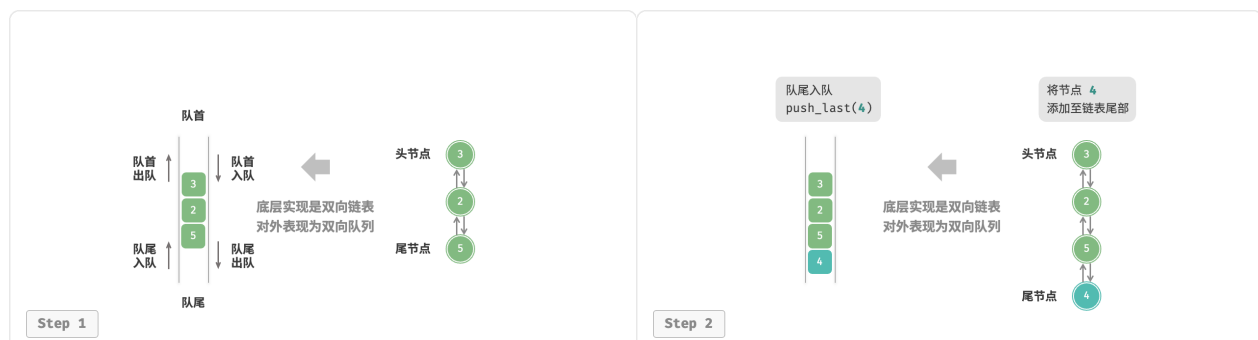 队首
队首
出队
队首
入队
3
2
5
队尾
入队
队尾
出队
队尾
底层实现是双向链表
对外表现为双向队列
头节点
3
2
尾节点
5
Step 1
队尾入队
push_last(4)
3
2
5
4
底层实现是双向链表
对外表现为双向队列
将节点 4
添加至链表尾部
头节点
3
2
5
尾节点
4
Step 2